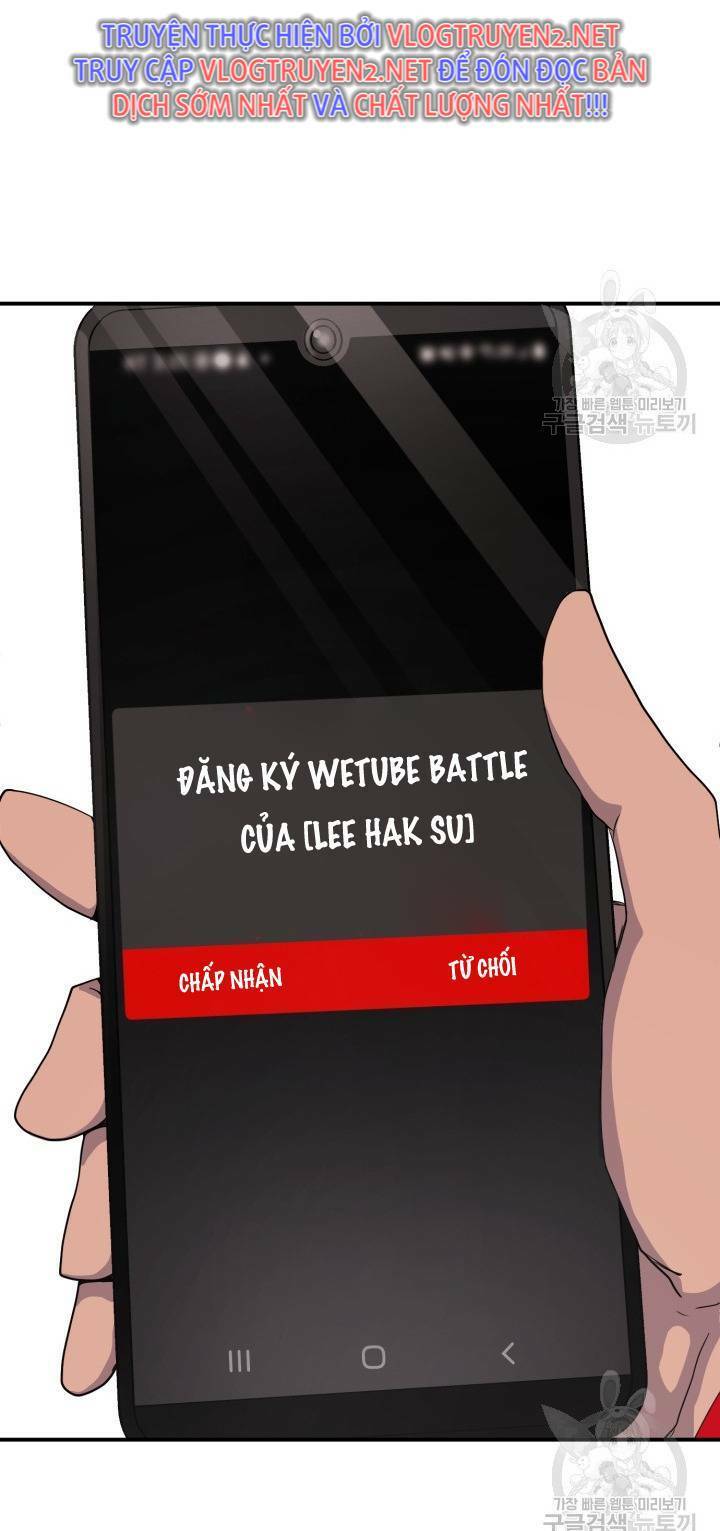 TRUYỆN THỰC HIỆN BỞI VLOGTRUYEN2.NET
TRUY CẬP VLOGTRUYEN2.NET ĐỂ ĐÓN ĐỌC BẢN
DỊCH SỚM NHẤT VÀ CHẤT LƯỢNG NHẤT!!!
가장 빠른 웹툰 미리보기
구글검색 뉴토끼
ĐĂNG KÝ WETUBE BATTLE
CỦA [LEE HAK SU]
CHẤP NHẬN
TỪ CHỐI
가장 빠른 웹툰 미리보기
구글검색 뉴토끼